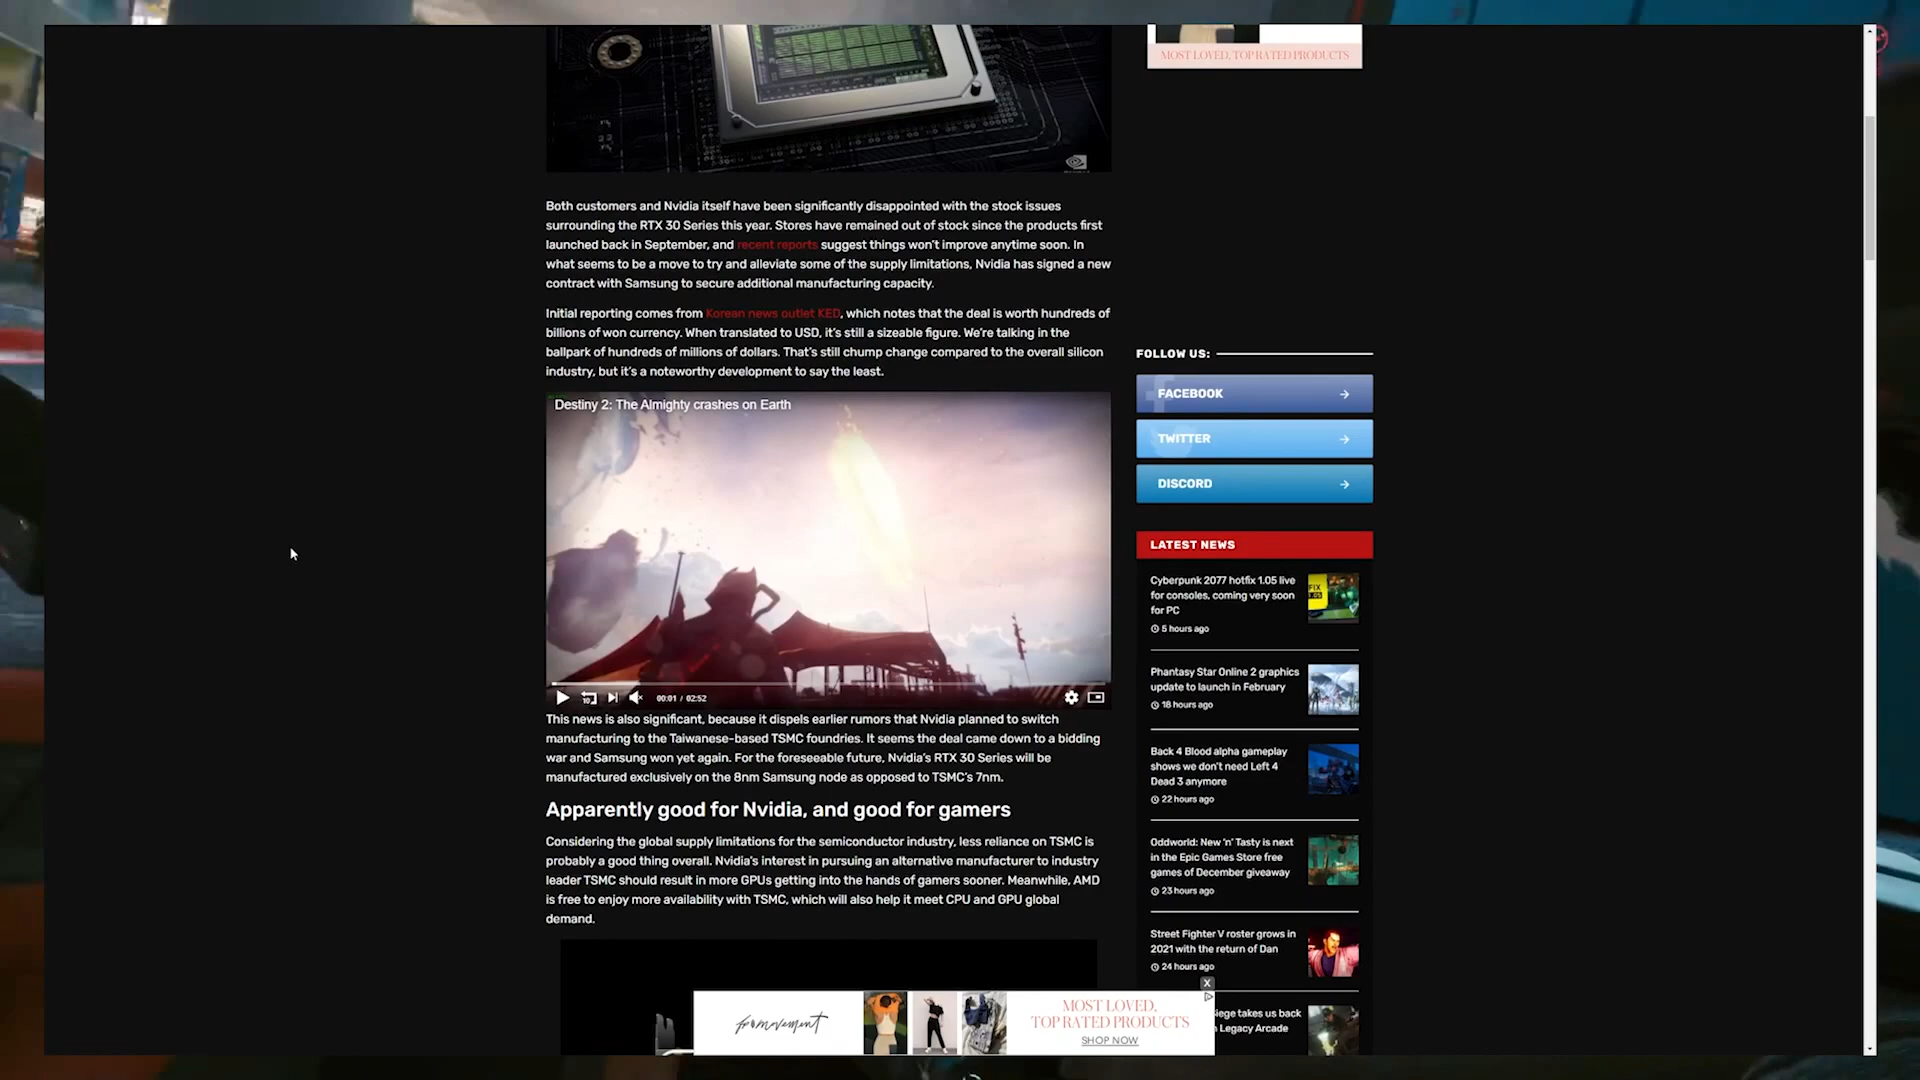 MOST LOVED, TOP RATED PRODUCTS
Both customers and Nvidia itself have been significantly disappointed with the stock issues
surrounding the RTX 30 Series this year. Stores have remained out of stock since the products first
launched back in September, and recent reports suggest things won't improve anytime soon. In
what seems to be a move to try and alleviate some of the supply limitations, Nvidia has signed a new
contract with Samsung to secure additional manufacturing capacity.
Initial reporting comes from Korean news outlet KED, which notes that the deal is worth hundreds of
billions of won currency. When translated to USD, it's still a sizeable figure. We're talking in the
ballpark of hundreds of millions of dollars. That's still chump change compared to the overall silicon
industry, but it's a noteworthy development to say the least.
Destiny 2: The Almighty crashes on Earth
10
00:01 / 02:52
This news is also significant, because it dispels earlier rumors that Nvidia planned to switch
manufacturing to the Taiwanese-based TSMC foundries. It seems the deal came down to a bidding
war and Samsung won yet again. For the foreseeable future, Nvidia's RTX 30 Series will be
manufactured exclusively on the 8nm Samsung node as opposed to TSMC's 7nm.
Apparently good for Nvidia, and good for gamers
Considering the global supply limitations for the semiconductor industry, less reliance on TSMC is
probably a good thing overall. Nvidia's interest in pursuing an alternative manufacturer to industry
leader TSMC should result in more GPUs getting into the hands of gamers sooner. Meanwhile, AMD
is free to enjoy more availability with TSMC, which will also help it meet CPU and GPU global
demand.
FOLLOW US:
FACEBOOK
TWITTER
DISCORD
LATEST NEWS
Cyberpunk 2077 hotfix 1.05 live
for consoles, coming very soon
for PC
5 hours ago
Phantasy Star Online 2 graphics
update to launch in February
18 hours ago
Back 4 Blood alpha gameplay
shows we don't need Left 4
Dead 3 anymore
22 hours ago
Oddworld: New 'n' Tasty is next
in the Epic Games Store free
games of December giveaway
23 hours ago
Street Fighter V roster grows in
2021 with the return of Dan
24 hours ago
iege takes us back
Legacy Arcade
X
MOST LOVED,
TOP RATED PRODUCTS
SHOP NOW